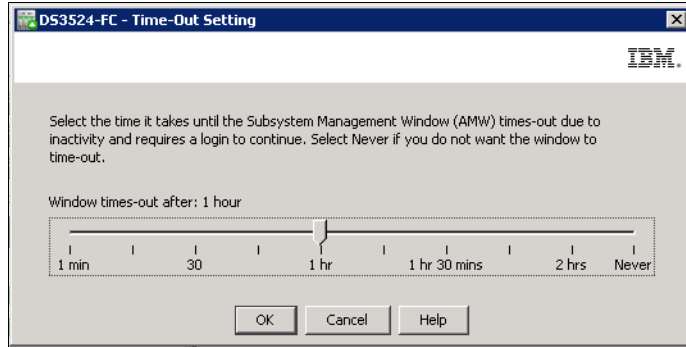 DS3524-FC - Time-Out Setting
IBM.
Select the time it takes until the Subsystem Management Window (AMW) times-out due to
inactivity and requires a login to continue. Select Never if you do not want the window to
time-out.
Window times-out after: 1 hour
1 min 30 1 hr 1 hr 30 mins 2 hrs Never
OK Cancel Help